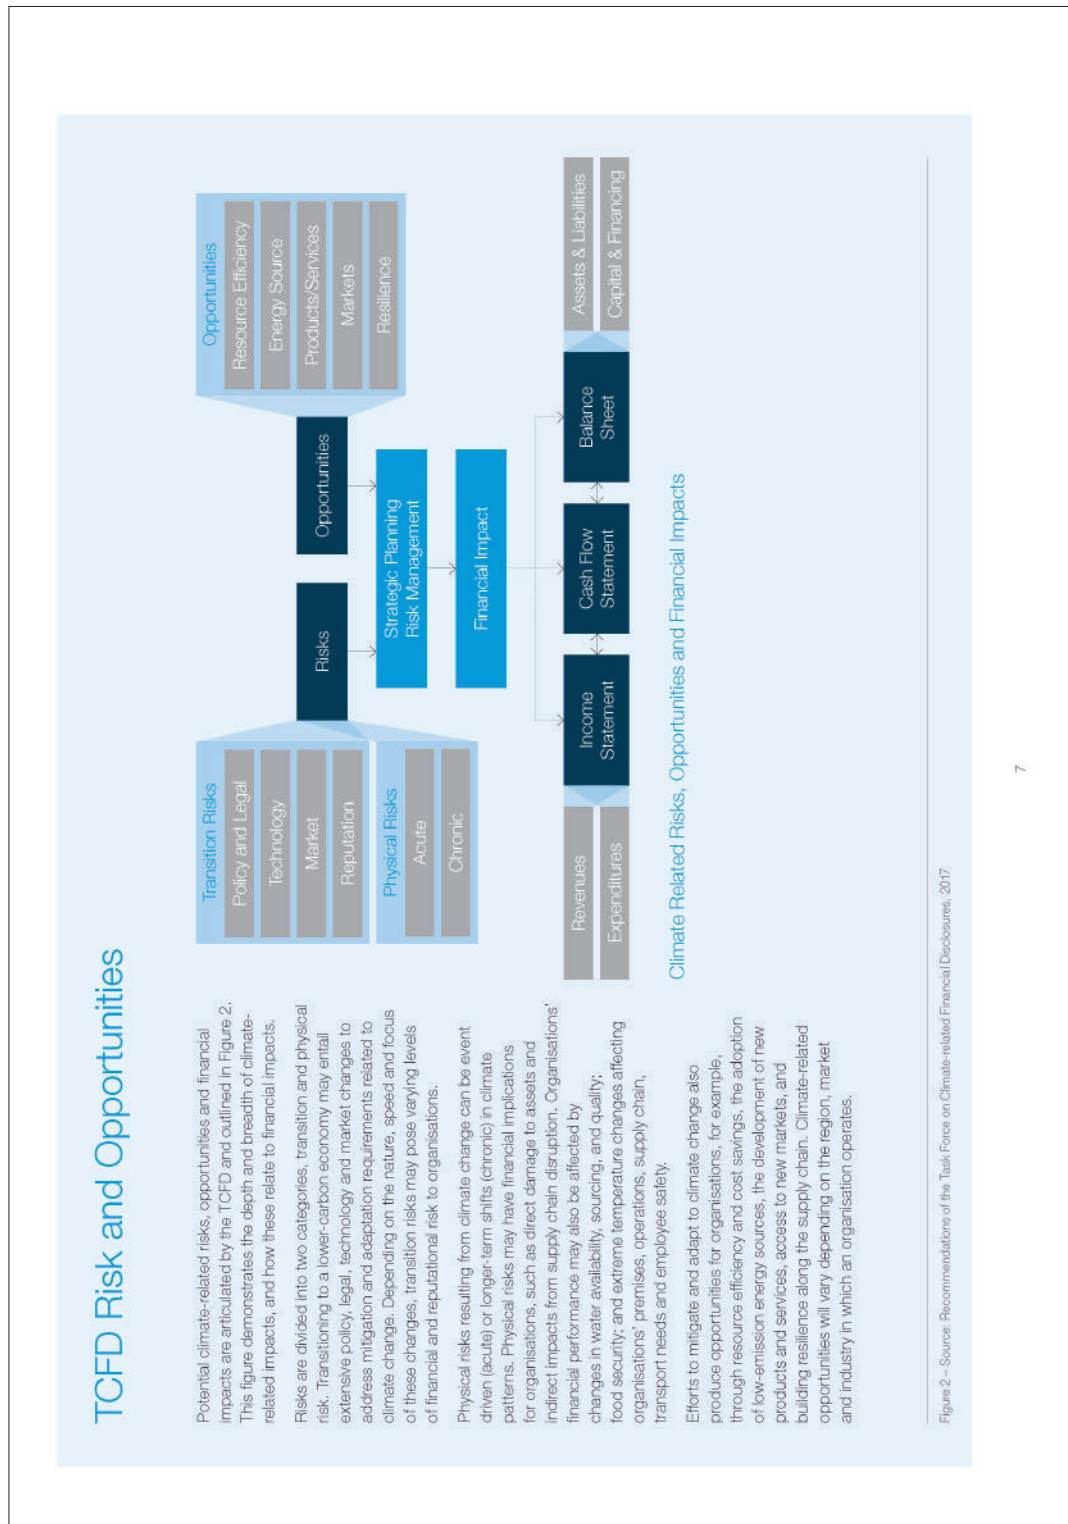 TCFD Risk and Opportunities
Potential climate-related risks, opportunities and financial
impacts are articulated by the TCFD and outlined in Figure 2.
This figure demonstrates the depth and breadth of climate-
related impacts, and how these relate to financial impacts.
Risks are divided into two categories, transition and physical
risk. Transitioning to a lower-carbon economy may entail
extensive policy, legal, technology and market changes to
address mitigation and adaptation requirements related to
climate change. Depending on the nature, speed and focus
of these changes, transition risks may pose varying levels
of financial and reputational risk to organisations.
Physical risks resulting from climate change can be event
driven (acute) or longer-term shifts (chronic) in climate
patterns. Physical risks may have financial implications
for organisations, such as direct damage to assets and
indirect impacts from supply chain disruption. Organisations'
financial performance may also be affected by
changes in water availability, sourcing, and quality;
food security; and extreme temperature changes affecting
organisations' premises, operations, supply chain,
transport needs and employee safety.
Efforts to mitigate and adapt to climate change also
produce opportunities for organisations, for example,
through resource efficiency and cost savings, the adoption
of low-emission energy sources, the development of new
products and services, access to new markets, and
building resilience along the supply chain. Climate-related
opportunities will vary depending on the region, market
and industry in which an organisation operates.
Transition Risks
Policy and Legal
Technology
Market
Reputation
Physical Risks
Acute
Chronic
Risks
Opportunities
Opportunities
Resource Efficiency
Energy Source
Products/Services
Markets
Resilience
Strategic Planning
Risk Management
Financial Impact
Revenues
Expenditures
Income
Statement
Cash Flow
Statement
Balance
Sheet
Assets & Liabilities
Capital & Financing
Climate Related Risks, Opportunities and Financial Impacts
Figure 2 – Source: Recommendations of the Task Force on Climate-related Financial Disclosures, 2017
7